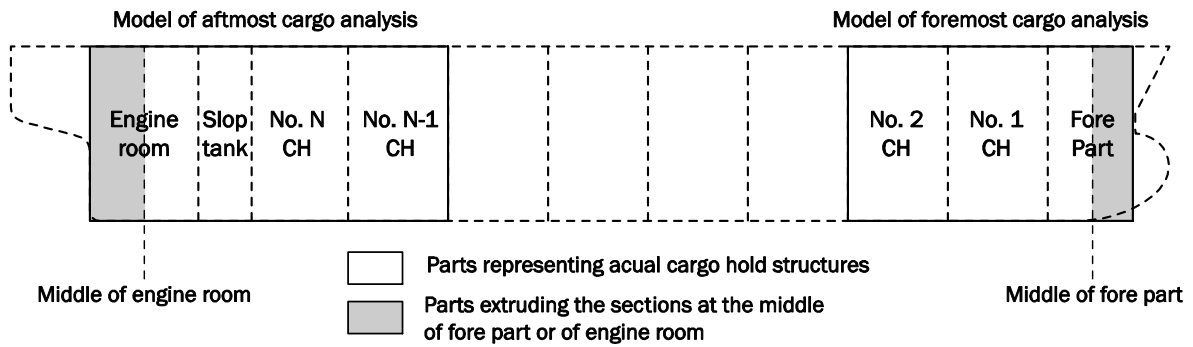 Model of aftmost cargo analysis
Model of foremost cargo analysis
Engine
room
Slop
tank
No. N
CH
No. N-1
CH
No. 2
CH
No. 1
CH
Fore
Part
Parts representing acual cargo hold structures
Middle of engine room
Middle of fore part
Parts extruding the sections at the middle
of fore part or of engine room